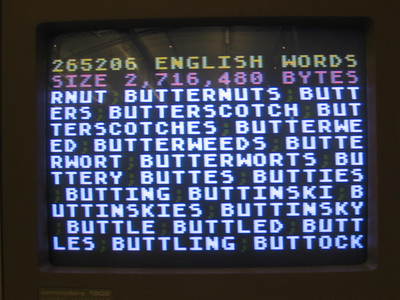 265206 ENGLISH WORDS
SIZE 2,716,480 BYTES
RNUT;BUTTERNUTS;BUTT
ERS;BUTTERSCOTCH;BUT
TERSCOTCHES;BUTTERWE
ED;BUTTERWEEDS;BUTTE
RWORT;BUTTERWORTS;BU
TTERY;BUTTES;BUTTIES
;BUTTING;BUTTINSKI;B
UTTINSKIES;BUTTINSKY
;BUTTLE;BUTTLED;BUTT
LES;BUTTLING;BUTTOCK